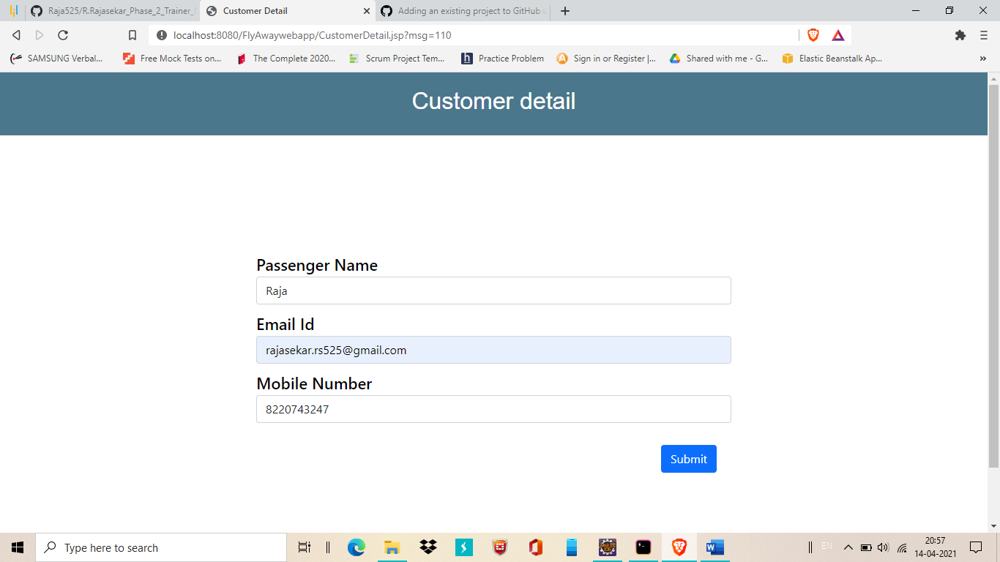 Raja525/R.Rajasekar_Phase_2_Trainer_
Customer Detail
Adding an existing project to GitHub
localhost:8080/FlyAwaywebapp/CustomerDetail.jsp?msg=110
SAMSUNG Verbal...
Free Mock Tests on...
The Complete 2020...
Scrum Project Tem...
Practice Problem
Sign in or Register |...
Shared with me - G...
Elastic Beanstalk Ap...
Customer detail
Passenger Name
Raja
Email Id
rajasekar.rs525@gmail.com
Mobile Number
8220743247
Submit
Type here to search
EN
20:57
14-04-2021